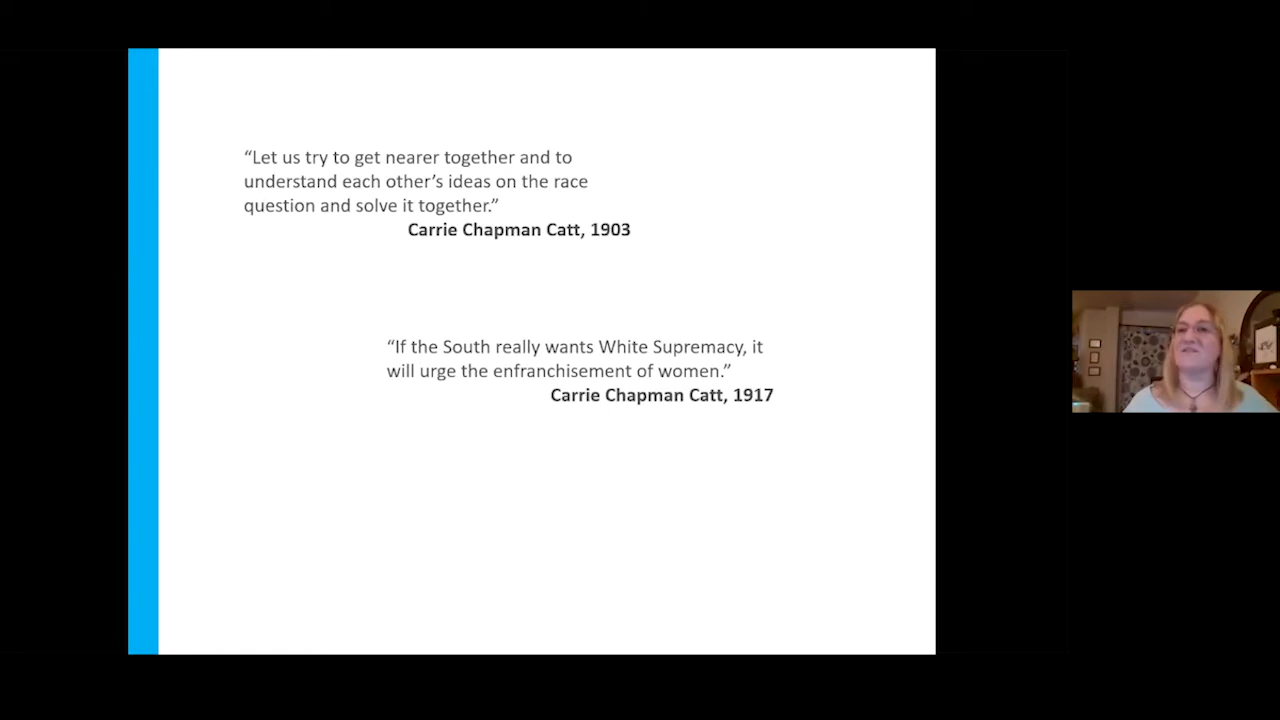 “Let us try to get nearer together and to
understand each other’s ideas on the race
question and solve it together.”
Carrie Chapman Catt, 1903
“If the South really wants White Supremacy, it
will urge the enfranchisement of women.”
Carrie Chapman Catt, 1917